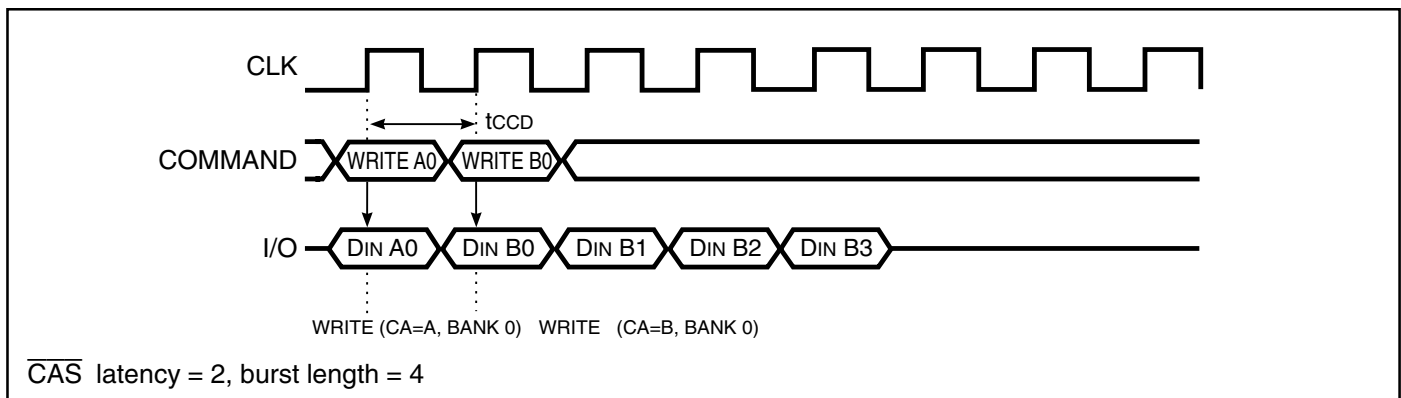 CLK
tCCD
COMMAND WRITE A0 WRITE B0
I/O DIN A0 DIN B0 DIN B1 DIN B2 DIN B3
WRITE (CA=A, BANK 0) WRITE (CA=B, BANK 0)
CAS latency = 2, burst length = 4